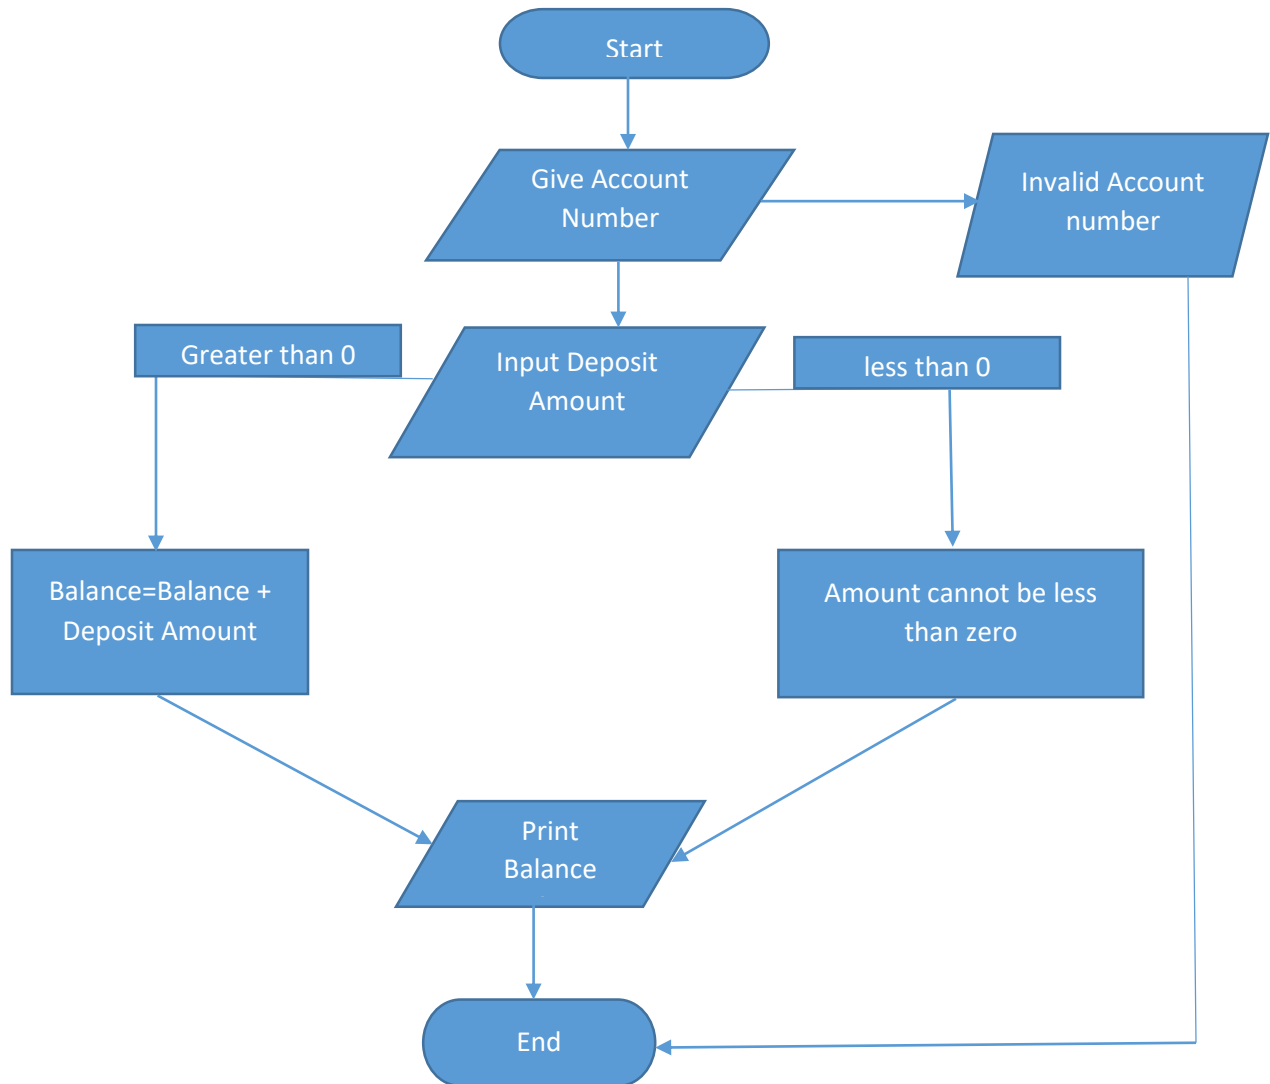 Start
Give Account
Number
Invalid Account
number
Greater than 0
Input Deposit
Amount
less than 0
Balance=Balance +
Deposit Amount
Amount cannot be less
than zero
Print
Balance
End